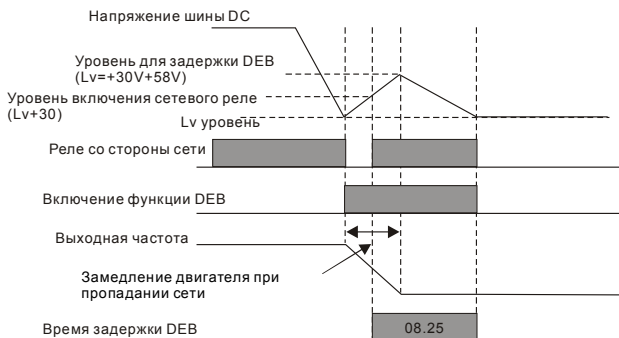 Напряжение шины DC
Уровень для задержки DEB
(Lv=+30V+58V)
Уровень включения сетевого реле
(Lv+30)
Lv уровень
Реле со стороны сети
Включение функции DEB
Выходная частота
Замедление двигателя при
пропадании сети
Время задержки DEB
08.25